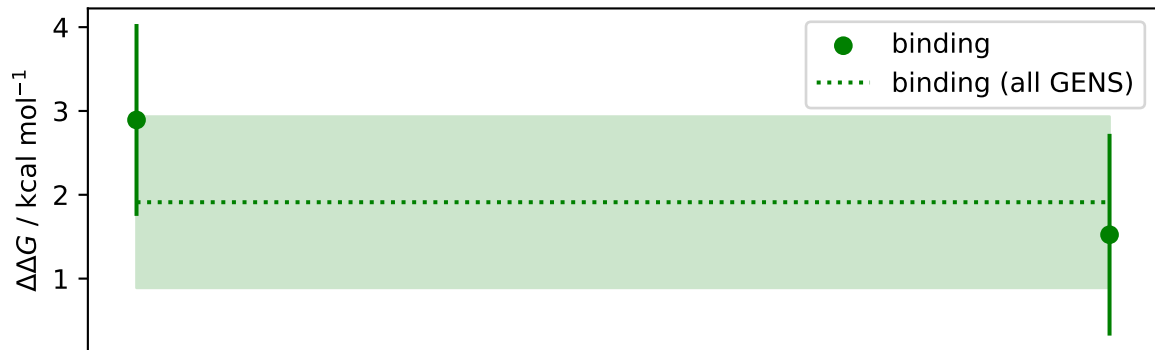 4
3
2
1
ΔΔG / kcal mol⁻¹
binding
binding (all GENS)